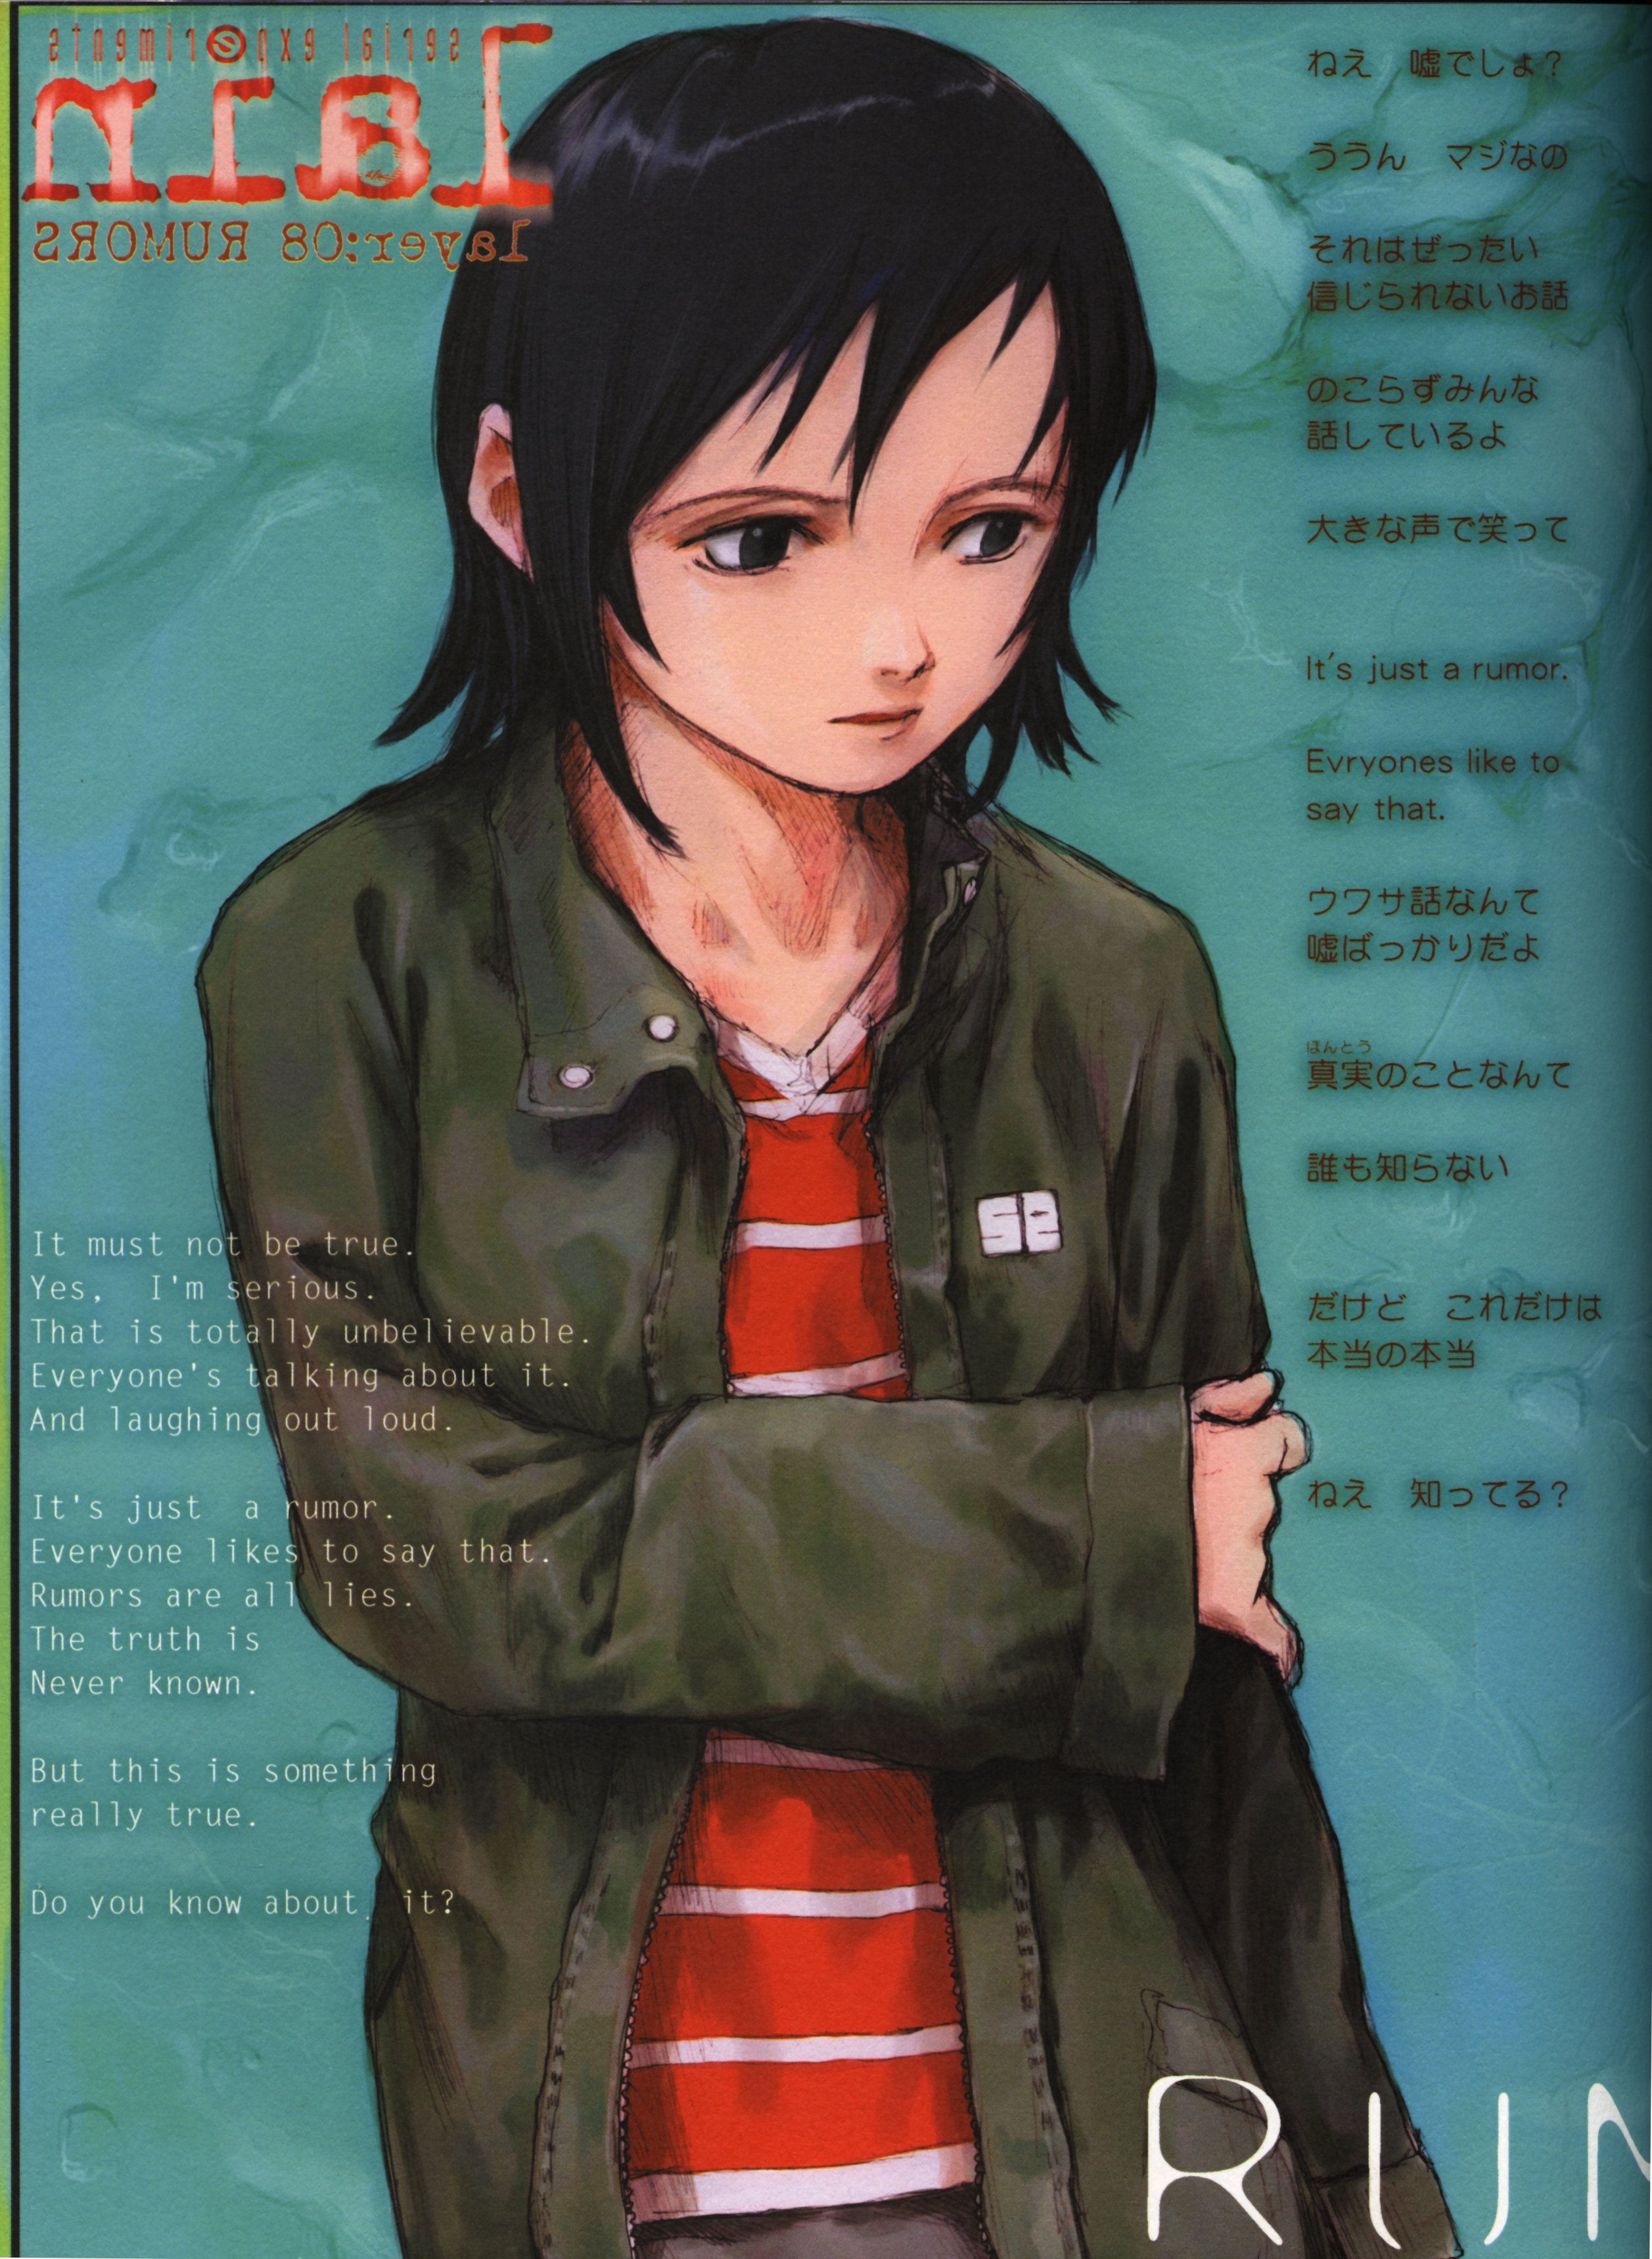 serial experiments
lain
layer:08 RUMORS
ねえ　嘘でしょ?
ううん　マジなの
それはぜったい
信じられないお話
のこらずみんな
話しているよ
大きな声で笑って
It's just a rumor.
Evryones like to
say that.
ウワサ話なんて
嘘ばっかりだよ
ほんとう
真実のことなんて
誰も知らない
だけど　これだけは
本当の本当
ねえ　知ってる?
It must not be true.
Yes,  I'm serious.
That is totally unbelievable.
Everyone's talking about it.
And laughing out loud.
It's just  a rumor.
Everyone likes to say that.
Rumors are all lies.
The truth is
Never known.
But this is something
really true.
Do you know about  it?